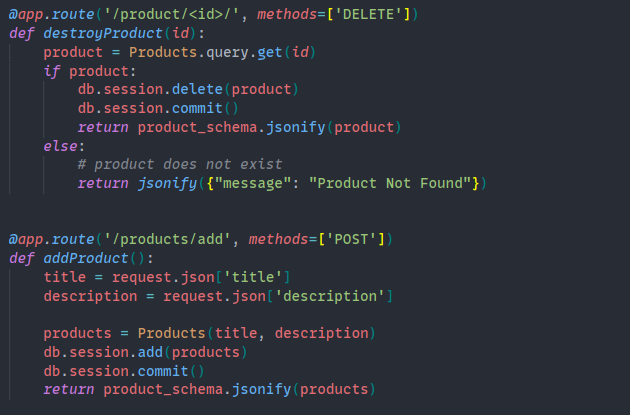 @app.route('/product/<id>/', methods=['DELETE'])
def destroyProduct(id):
    product = Products.query.get(id)
    if product:
        db.session.delete(product)
        db.session.commit()
        return product_schema.jsonify(product)
    else:
        # product does not exist
        return jsonify({"message": "Product Not Found"})

@app.route('/products/add', methods=['POST'])
def addProduct():
    title = request.json['title']
    description = request.json['description']

    products = Products(title, description)
    db.session.add(products)
    db.session.commit()
    return product_schema.jsonify(products)